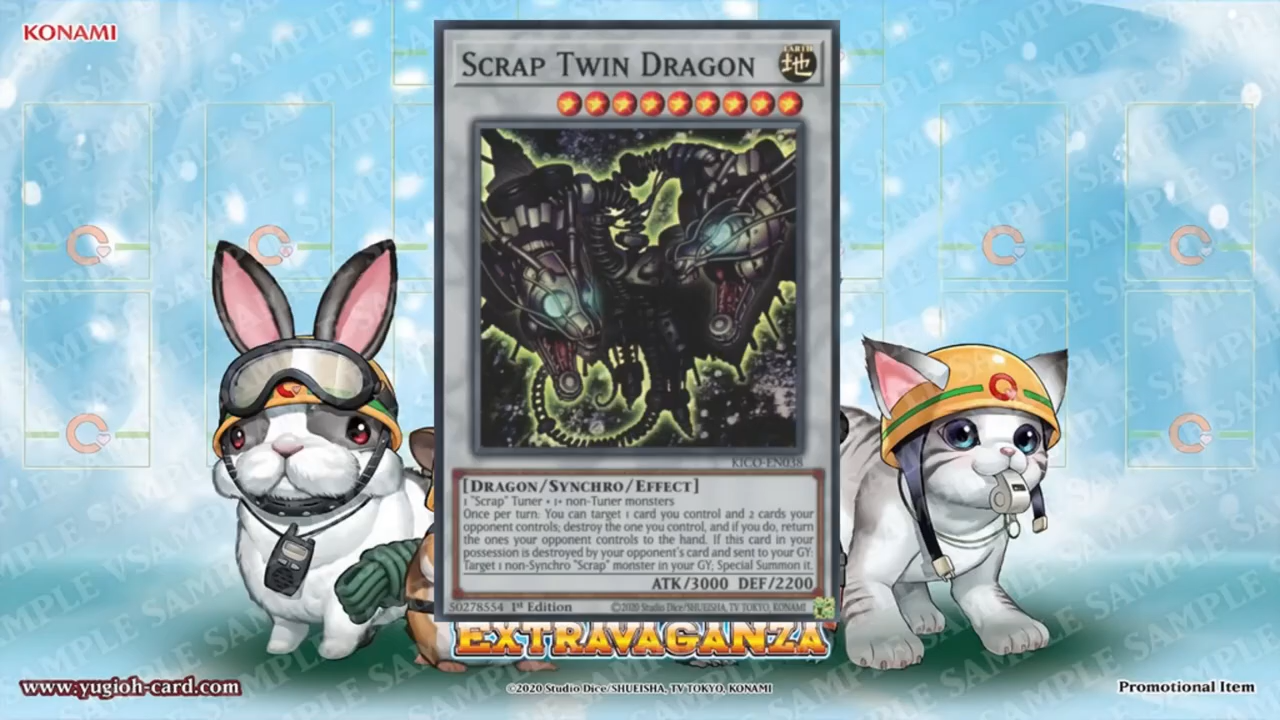 KONAMI
SCRAP TWIN DRAGON
EARTH
地
KICO-EN038
[DRAGON/SYNCHRO/EFFECT]
1 "Scrap" Tuner + 1+ non-Tuner monsters
Once per turn: You can target 1 card you control and 2 cards your
opponent controls; destroy the one you control, and if you do, return
the ones your opponent controls to the hand. If this card in your
possession is destroyed by your opponent's card and sent to your GY:
Target 1 non-Synchro "Scrap" monster in your GY; Special Summon it.
ATK/3000 DEF/2200
50278554 1st Edition ©2020 Studio Dice/SHUEISHA, TV TOKYO, KONAMI
EXTRAVAGANZA
www.yugioh-card.com
©2020 Studio Dice/SHUEISHA, TV TOKYO, KONAMI
Promotional Item
SAMPLE